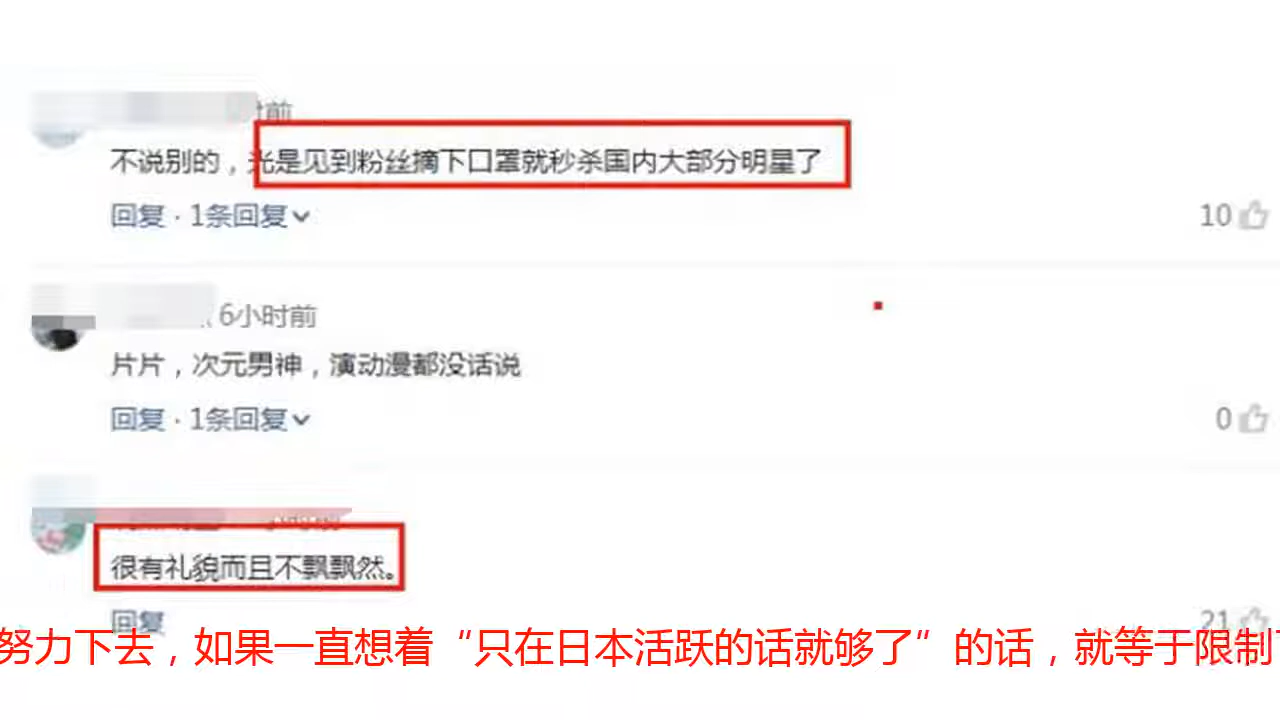 时前
不说别的，光是见到粉丝摘下口罩就秒杀国内大部分明星了
回复 · 1条回复
10
6小时前
片片，次元男神，演动漫都没话说
回复 · 1条回复
0
很有礼貌而且不飘飘然。
回复
21
努力下去，如果一直想着“只在日本活跃的话就够了”的话，就等于限制